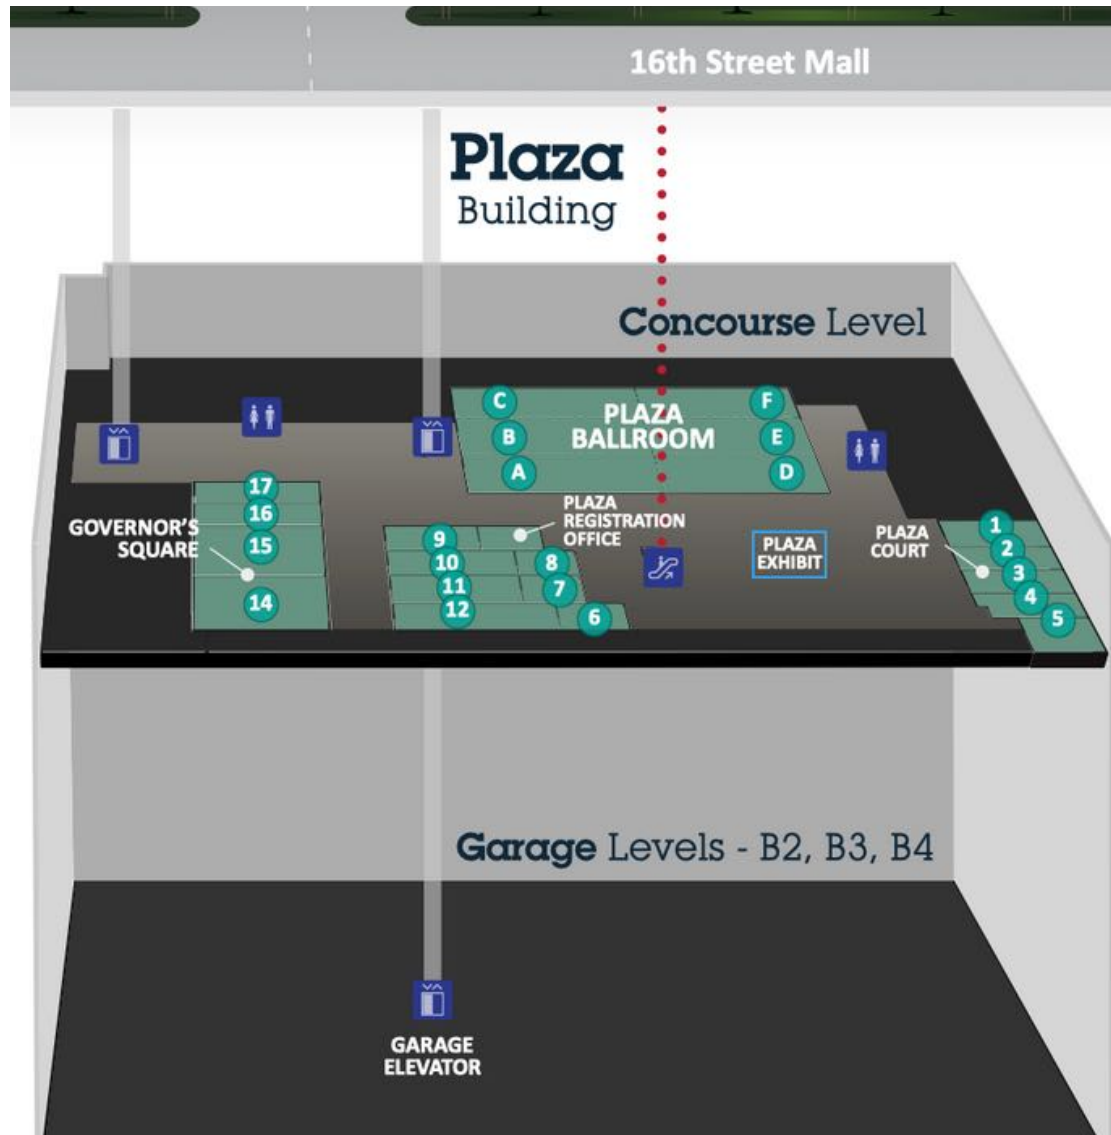 16th Street Mall
Plaza
Building
Concourse Level
C
PLAZA
BALLROOM
F
B
E
A
D
17
16
15
14
GOVERNOR'S
SQUARE
PLAZA
REGISTRATION
OFFICE
9
10
11
12
8
7
6
PLAZA
EXHIBIT
PLAZA
COURT
1
2
3
4
5
Garage Levels - B2, B3, B4
GARAGE
ELEVATOR